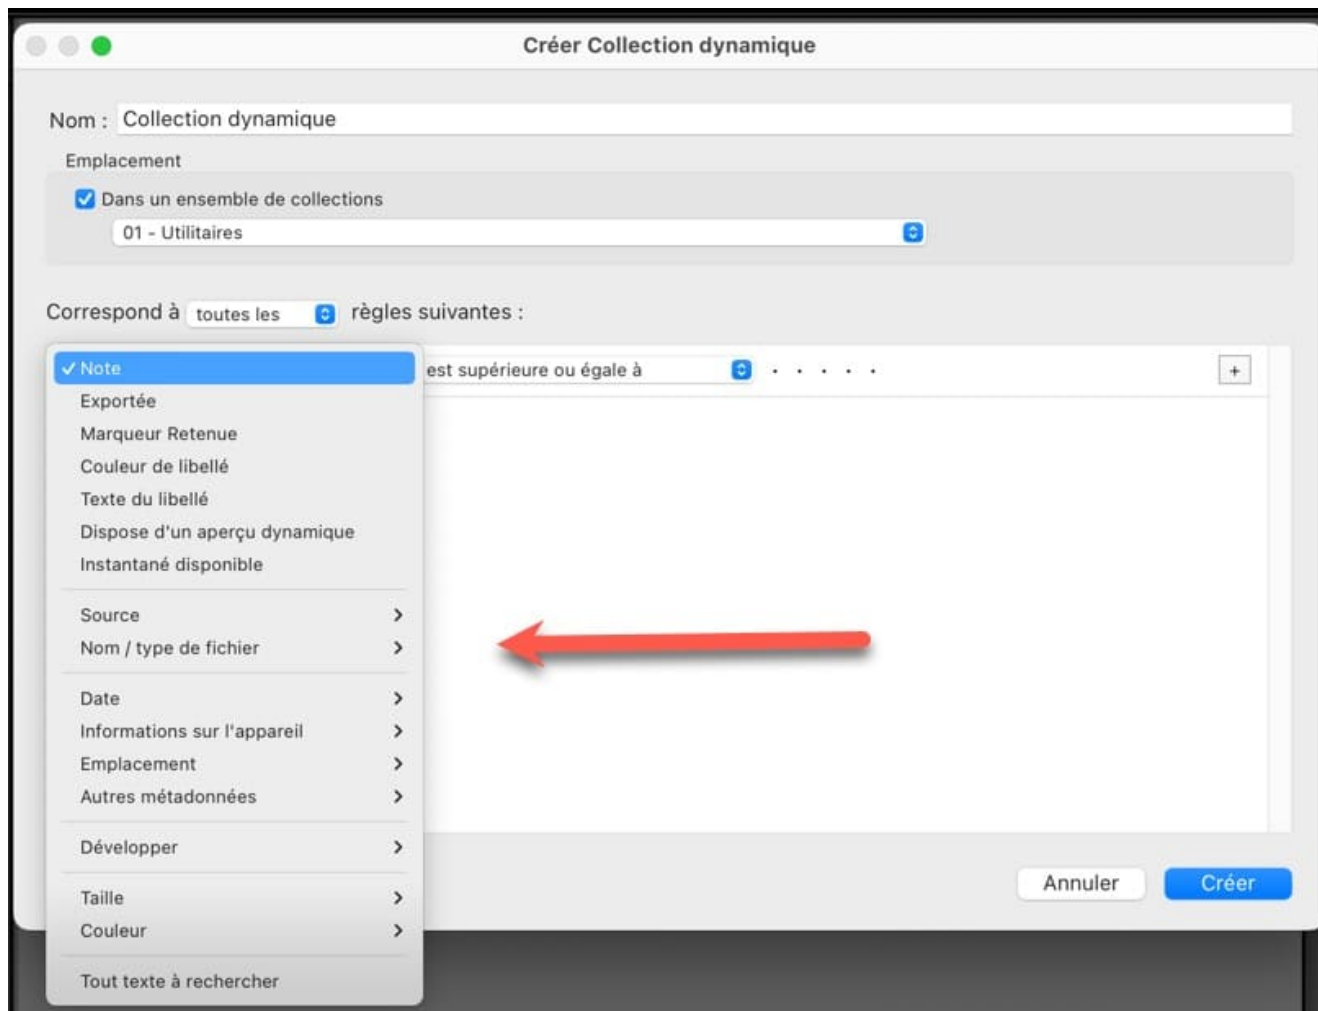 Créer Collection dynamique
Nom : Collection dynamique
Emplacement
Dans un ensemble de collections
01 - Utilitaires
Correspond à toutes les règles suivantes :
✓ Note est supérieure ou égale à · · · · · +
Exportée
Marqueur Retenue
Couleur de libellé
Texte du libellé
Dispose d'un aperçu dynamique
Instantané disponible
Source
Nom / type de fichier
Date
Informations sur l'appareil
Emplacement
Autres métadonnées
Développer
Annuler Créer
Taille
Couleur
Tout texte à rechercher